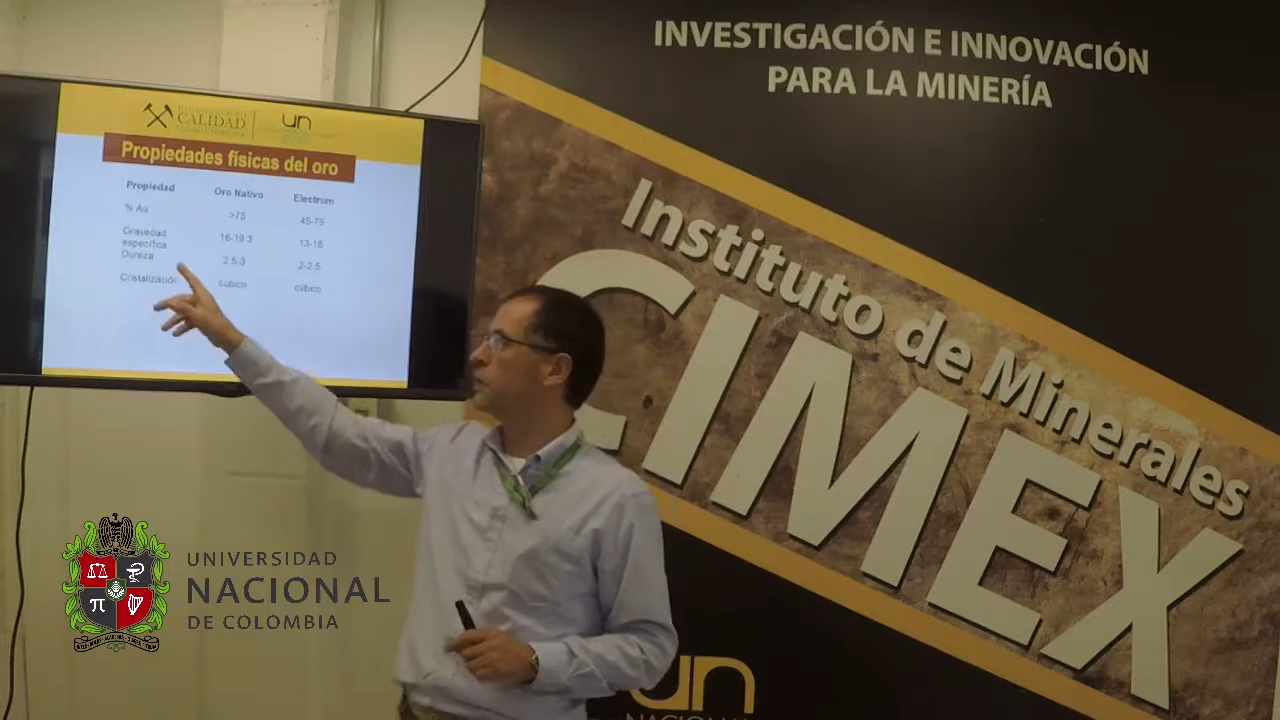 INVESTIGACIÓN E INNOVACIÓN
PARA LA MINERÍA
Instituto de Minerales
CIMEX
un
NACIONAL
CALIDAD
un
Propiedades físicas del oro
Propiedad Oro Nativo Electrum
% Au >75 45-75
Gravedad
específica 16-19.3 13-16
Dureza 2.5-3 2-2.5
Cristalización cúbico cúbico
UNIVERSIDAD
NACIONAL
DE COLOMBIA